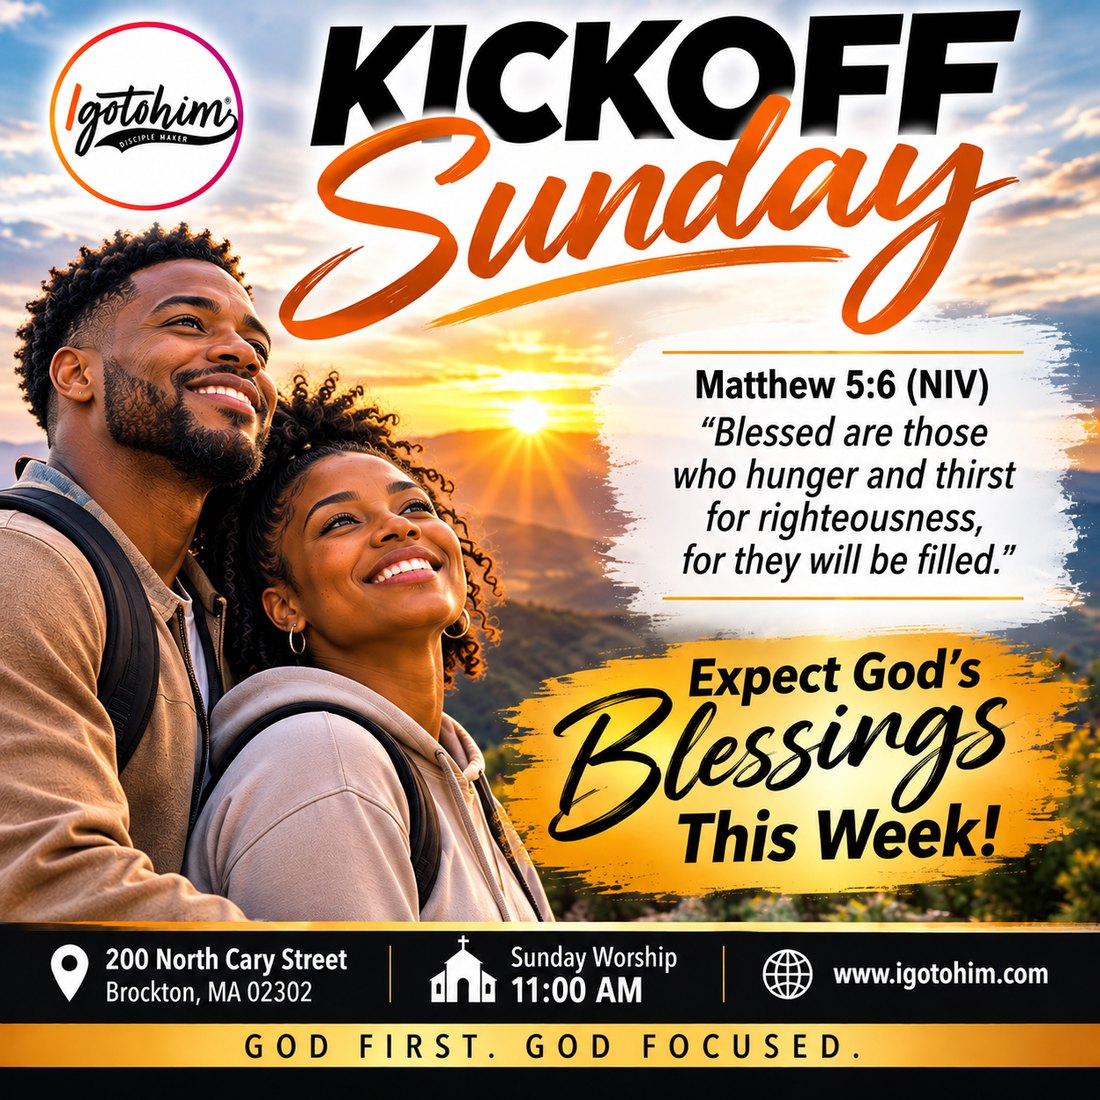 Igotohim®
DISCIPLE MAKER
KICKOFF
Sunday
Matthew 5:6 (NIV)
“Blessed are those
who hunger and thirst
for righteousness,
for they will be filled.”
Expect God’s
Blessings
This Week!
200 North Cary Street
Brockton, MA 02302
Sunday Worship
11:00 AM
www.igotohim.com
GOD FIRST. GOD FOCUSED.